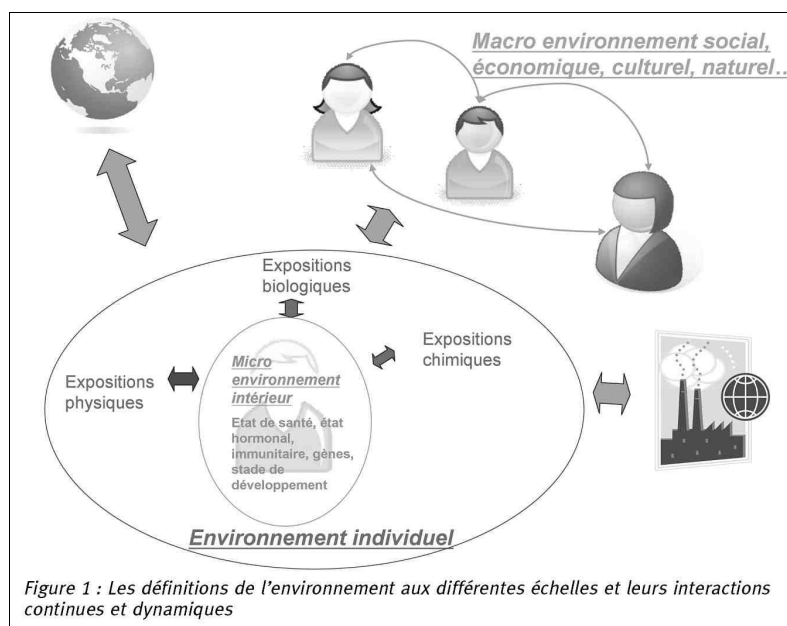 Macro environnement social,
économique, culturel, naturel...
Expositions
biologiques
Expositions
chimiques
Expositions
physiques
Micro
environnement
intérieur
Etat de santé, état
hormonal,
immunitaire, gènes,
stade de
développement
Environnement individuel
Figure 1 : Les définitions de l'environnement aux différentes échelles et leurs interactions
continues et dynamiques